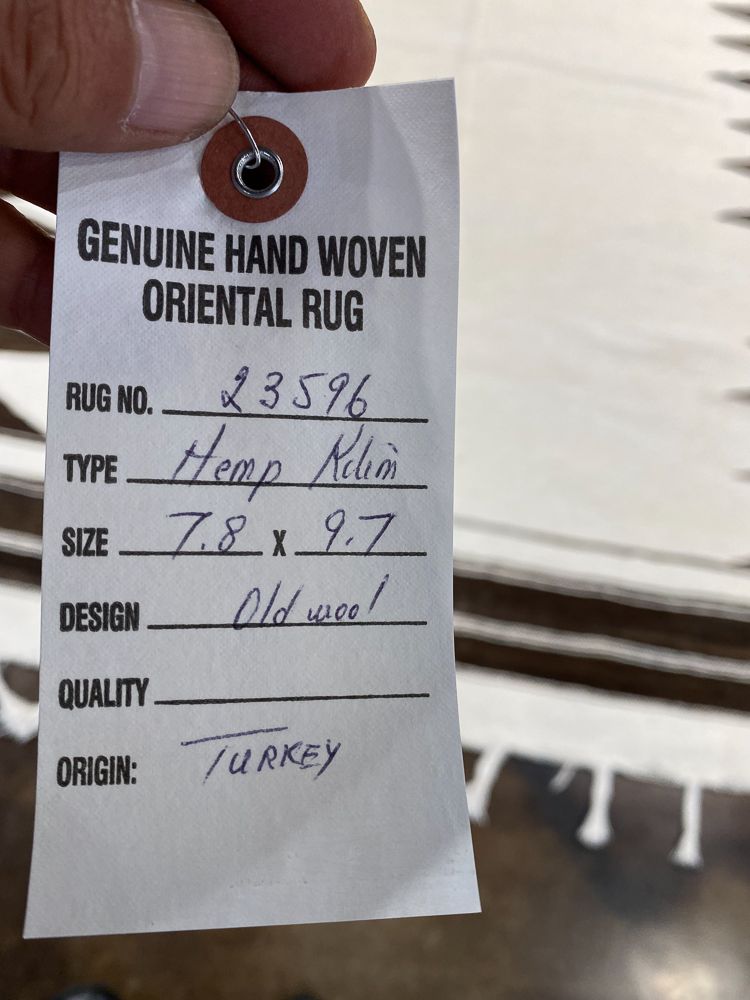 GENUINE HAND WOVEN
ORIENTAL RUG
RUG NO. 23596
TYPE Hemp Kilim
SIZE 7.8 X 9.7
DESIGN Old wool
QUALITY
ORIGIN: TURKEY